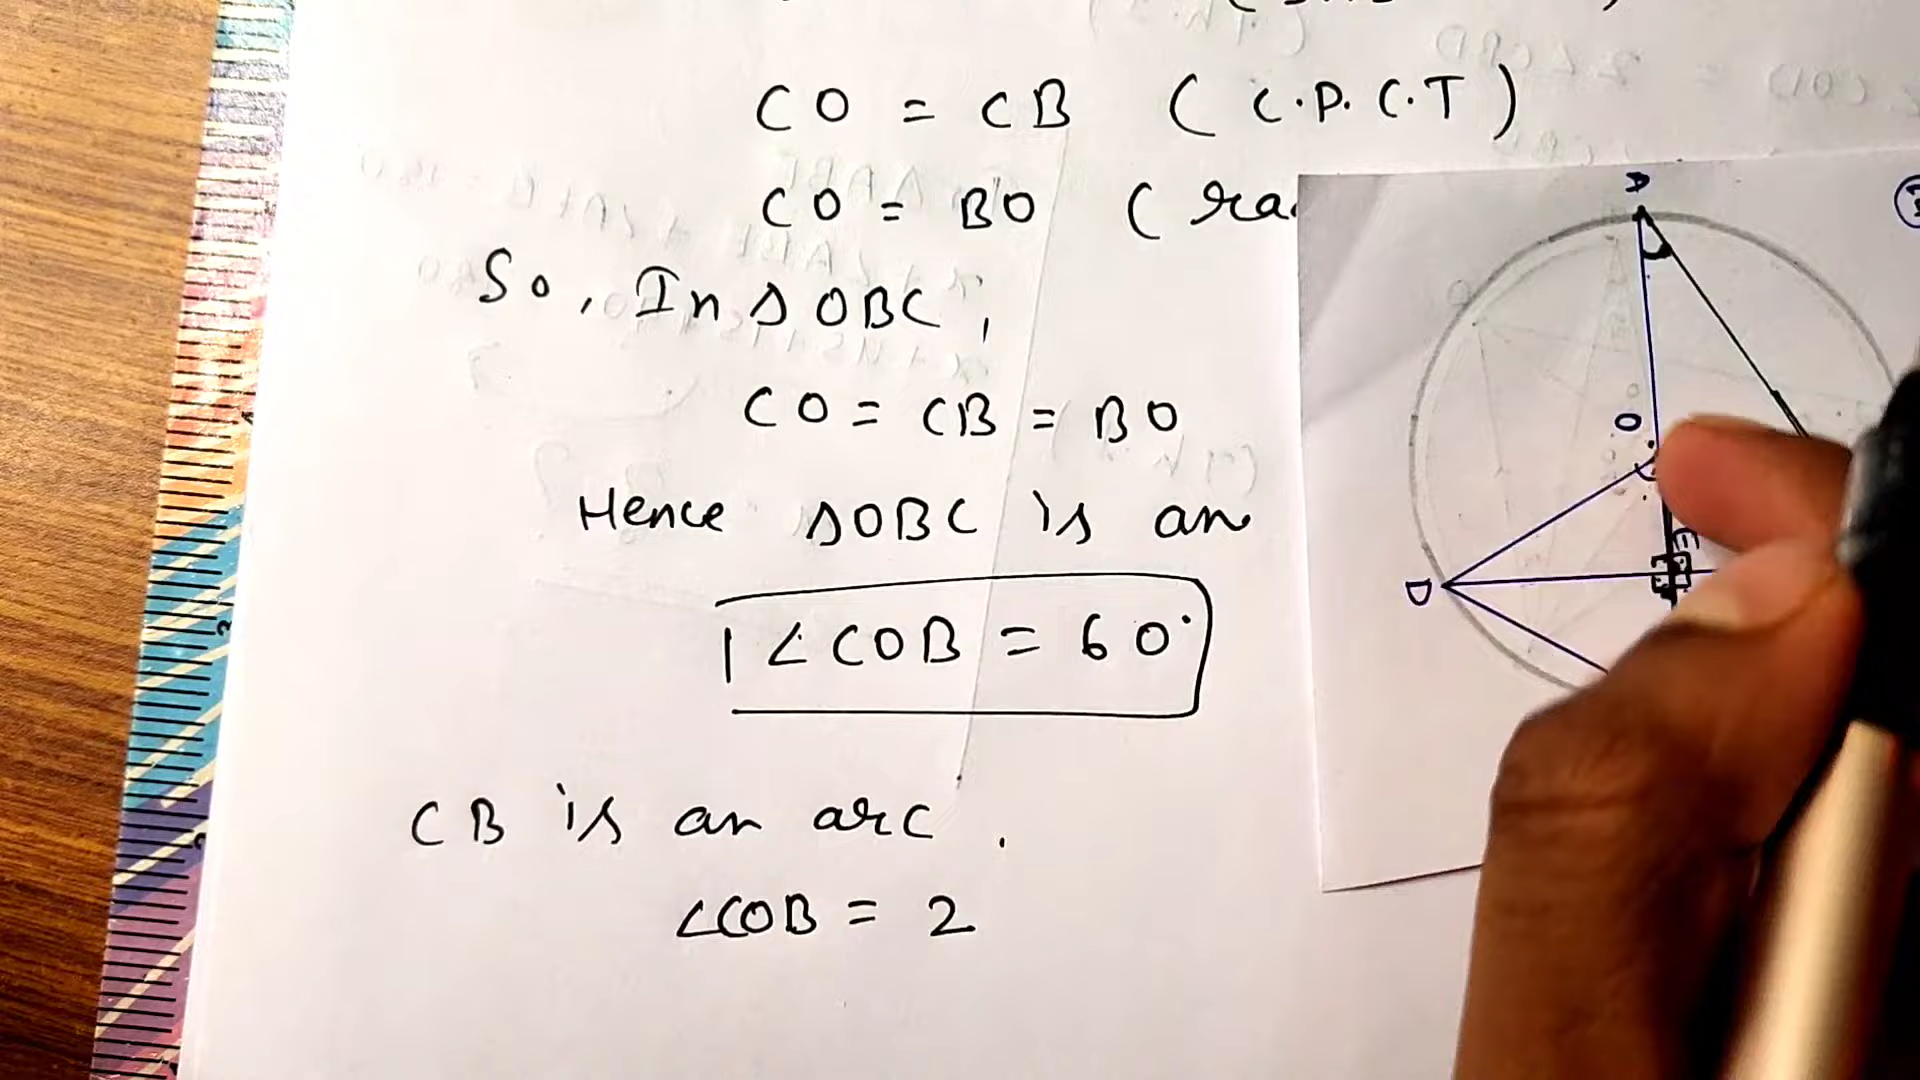 CO = CB (C.P.C.T)
CO = BO (ra
So, In Δ OBC,
CO = CB = BO
Hence Δ OBC is an
∠COB = 60°
CB is an arc.
∠COB = 2
O
E